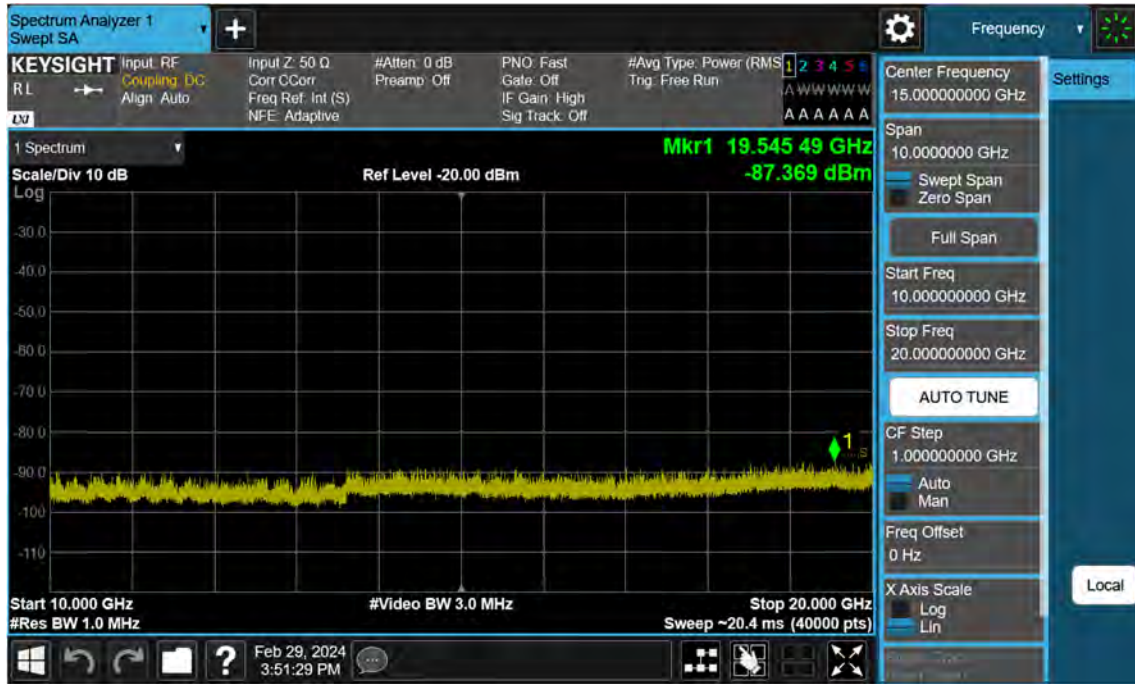 Spectrum Analyzer 1
Swept SA
Frequency
KEYSIGHT
RL
LXI
Input: RF
Coupling: DC
Align: Auto
Input Z: 50 Ω
Corr CCorr
Freq Ref: Int (S)
NFE: Adaptive
#Atten: 0 dB
Preamp: Off
PNO: Fast
Gate: Off
IF Gain: High
Sig Track: Off
#Avg Type: Power (RMS
Trig: Free Run
1 2 3 4 5 6
A W W W W W
A A A A A A
1 Spectrum
Mkr1 19.545 49 GHz
-87.369 dBm
Scale/Div 10 dB
Ref Level -20.00 dBm
Log
-30.0
-40.0
-50.0
-60.0
-70.0
-80.0
-90.0
-100
-110
1
Start 10.000 GHz
#Video BW 3.0 MHz
Stop 20.000 GHz
#Res BW 1.0 MHz
Sweep ~20.4 ms (40000 pts)
?
Feb 29, 2024
3:51:29 PM
Center Frequency
15.000000000 GHz
Span
10.0000000 GHz
Swept Span
Zero Span
Full Span
Start Freq
10.000000000 GHz
Stop Freq
20.000000000 GHz
AUTO TUNE
CF Step
1.000000000 GHz
Auto
Man
Freq Offset
0 Hz
X Axis Scale
Log
Lin
Settings
Local